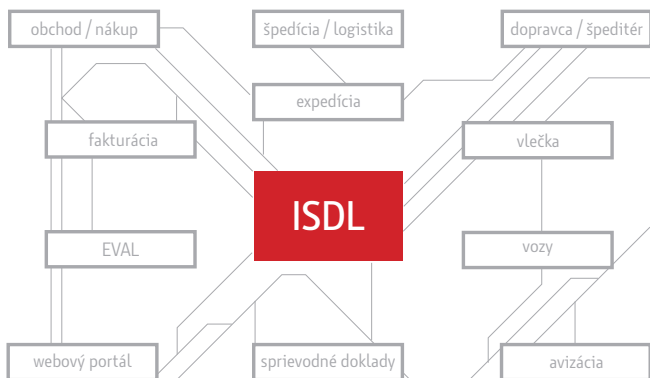 obchod / nákup
špedícia / logistika
dopravca / špeditér
expedícia
fakturácia
vlečka
ISDL
EVAL
vozy
webový portál
sprievodné doklady
avizácia